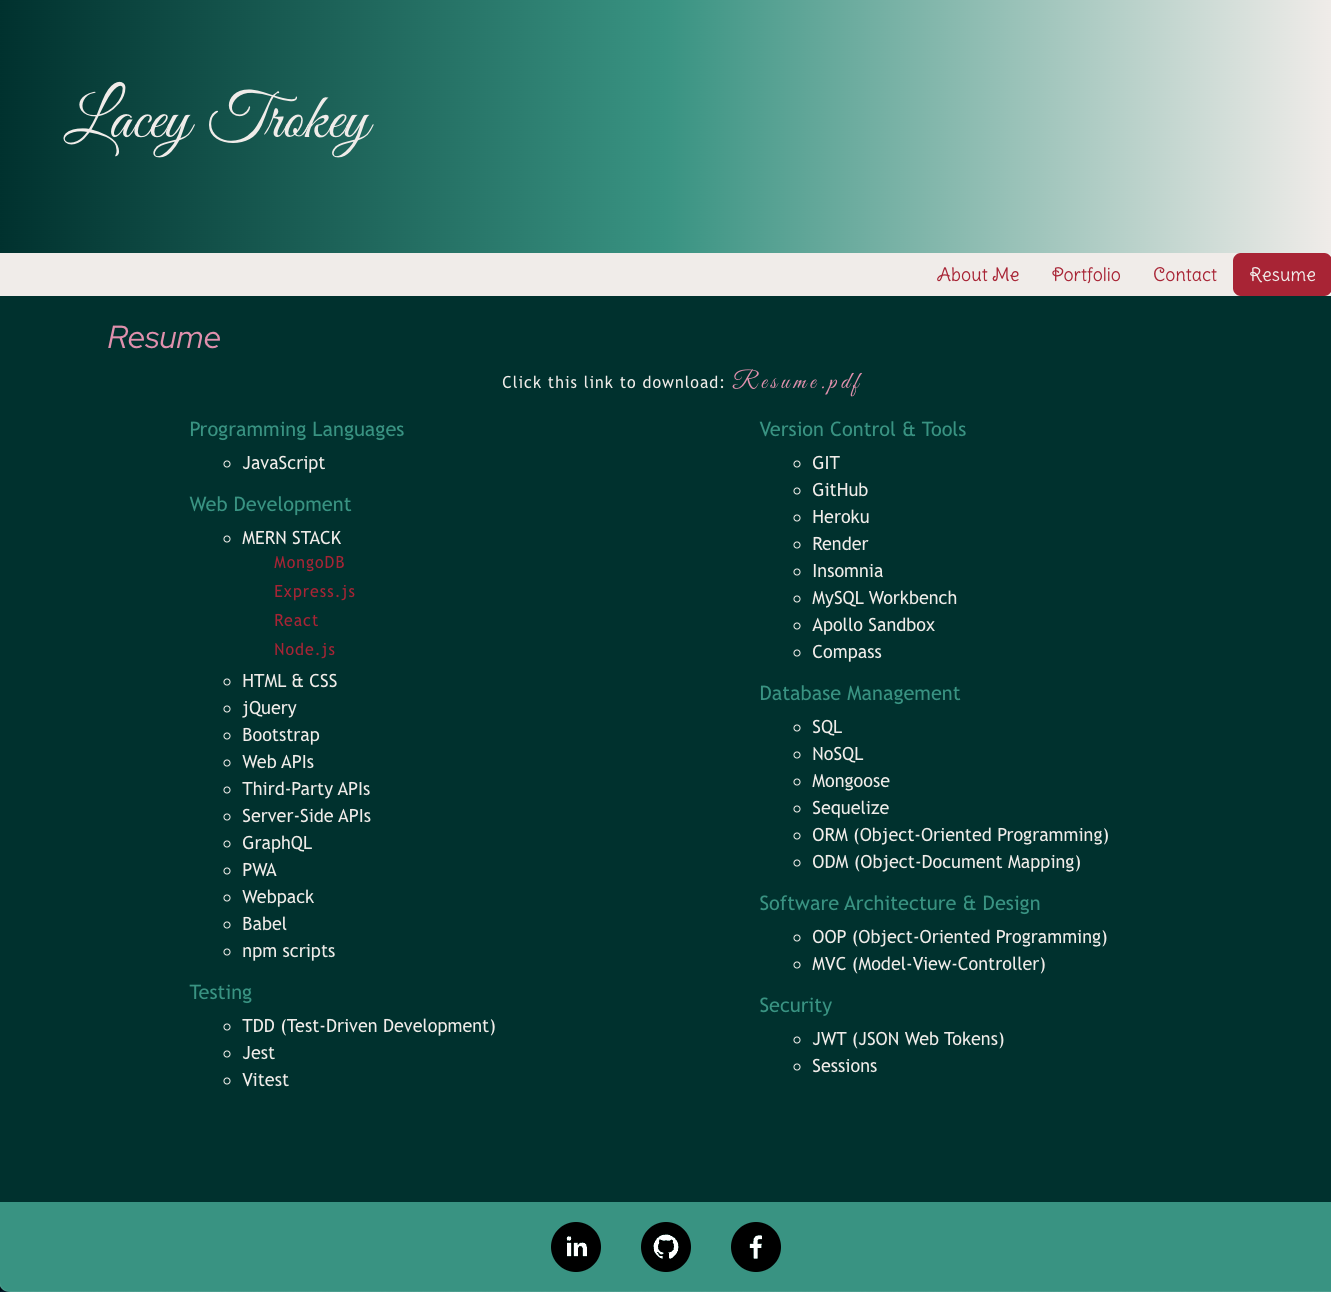 Lacey Trokey
About Me Portfolio Contact Resume
Resume
Click this link to download: Resume.pdf
Programming Languages
JavaScript
Web Development
MERN STACK
MongoDB
Express.js
React
Node.js
HTML & CSS
jQuery
Bootstrap
Web APIs
Third-Party APIs
Server-Side APIs
GraphQL
PWA
Webpack
Babel
npm scripts
Testing
TDD (Test-Driven Development)
Jest
Vitest
Version Control & Tools
GIT
GitHub
Heroku
Render
Insomnia
MySQL Workbench
Apollo Sandbox
Compass
Database Management
SQL
NoSQL
Mongoose
Sequelize
ORM (Object-Oriented Programming)
ODM (Object-Document Mapping)
Software Architecture & Design
OOP (Object-Oriented Programming)
MVC (Model-View-Controller)
Security
JWT (JSON Web Tokens)
Sessions
in
f